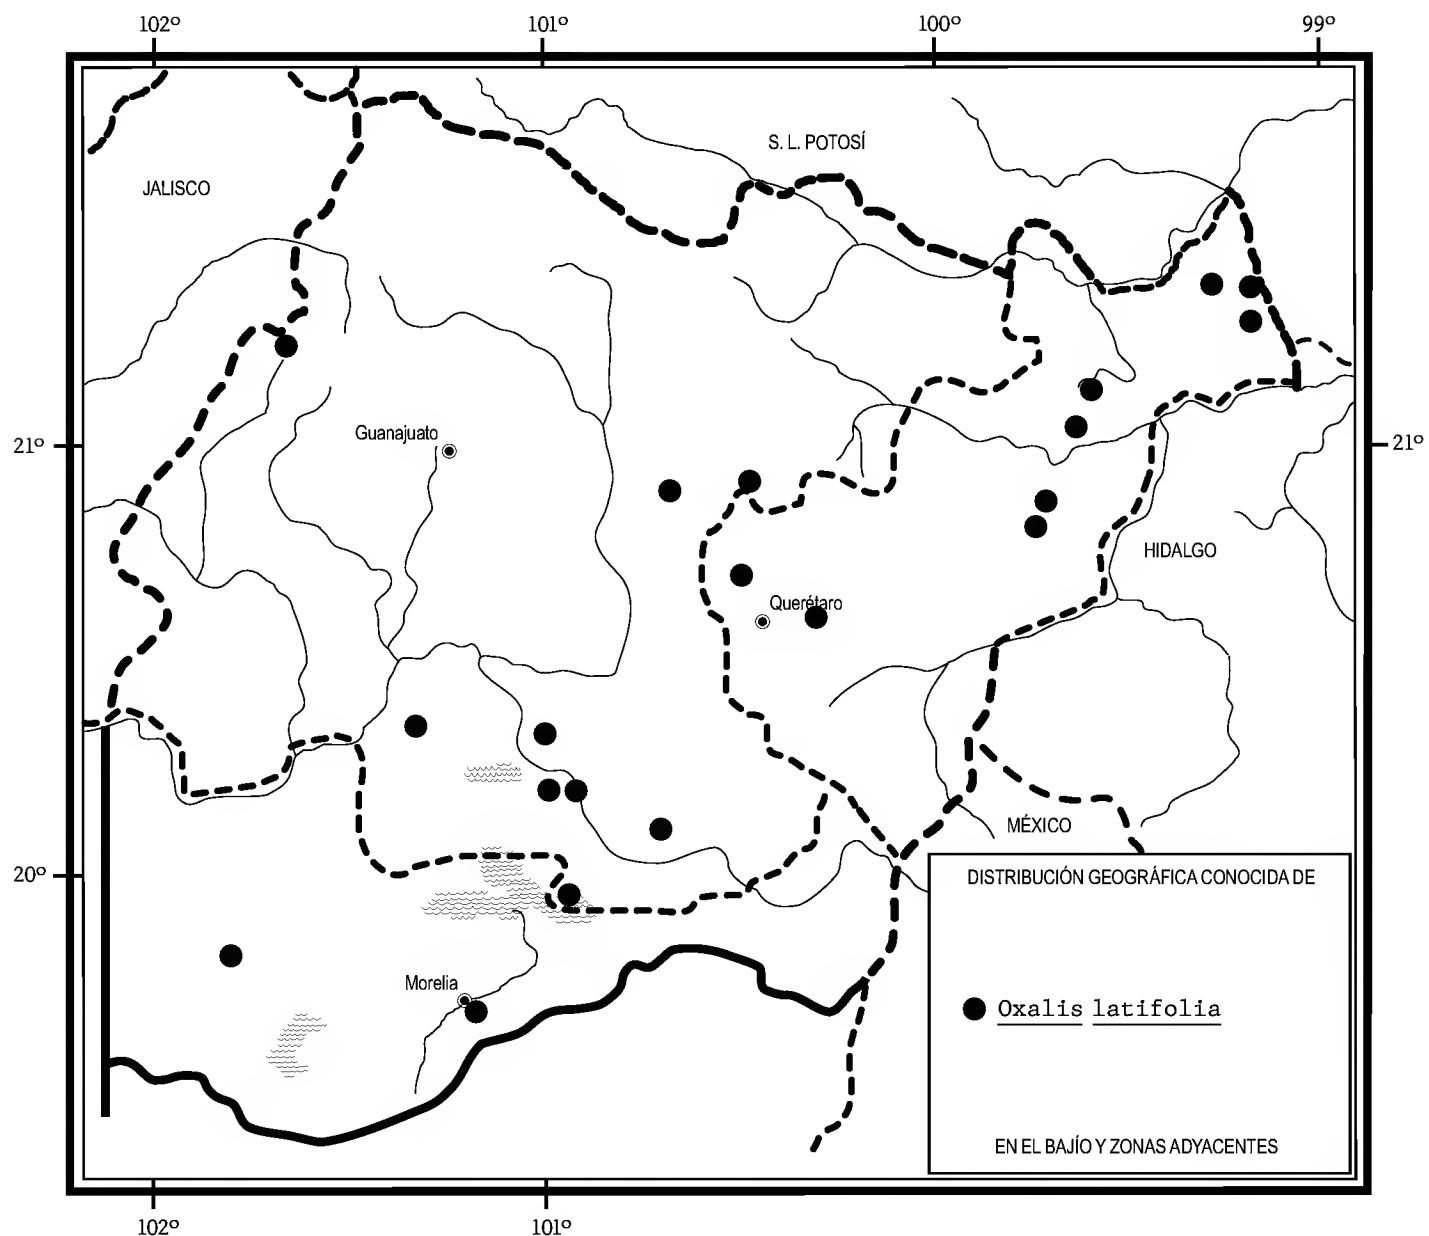 102º 101º 100º 99º
S. L. POTOSÍ
JALISCO
Guanajuato
21º 21º
HIDALGO
Querétaro
MÉXICO
20º
DISTRIBUCIÓN GEOGRÁFICA CONOCIDA DE
Morelia
Oxalis latifolia
EN EL BAJÍO Y ZONAS ADYACENTES
102º 101º